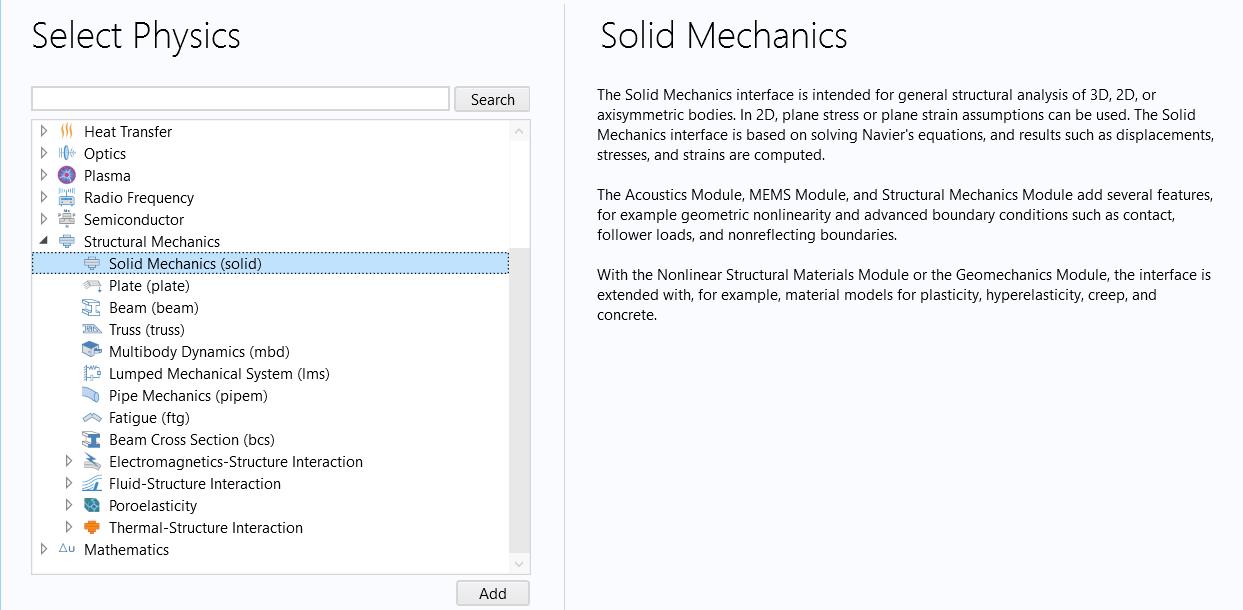 Select Physics
Search
Heat Transfer
Optics
Plasma
Radio Frequency
Semiconductor
Structural Mechanics
Solid Mechanics (solid)
Plate (plate)
Beam (beam)
Truss (truss)
Multibody Dynamics (mbd)
Lumped Mechanical System (lms)
Pipe Mechanics (pipem)
Fatigue (ftg)
Beam Cross Section (bcs)
Electromagnetics-Structure Interaction
Fluid-Structure Interaction
Poroelasticity
Thermal-Structure Interaction
Δu Mathematics
Add
Solid Mechanics
The Solid Mechanics interface is intended for general structural analysis of 3D, 2D, or
axisymmetric bodies. In 2D, plane stress or plane strain assumptions can be used. The Solid
Mechanics interface is based on solving Navier's equations, and results such as displacements,
stresses, and strains are computed.
The Acoustics Module, MEMS Module, and Structural Mechanics Module add several features,
for example geometric nonlinearity and advanced boundary conditions such as contact,
follower loads, and nonreflecting boundaries.
With the Nonlinear Structural Materials Module or the Geomechanics Module, the interface is
extended with, for example, material models for plasticity, hyperelasticity, creep, and
concrete.